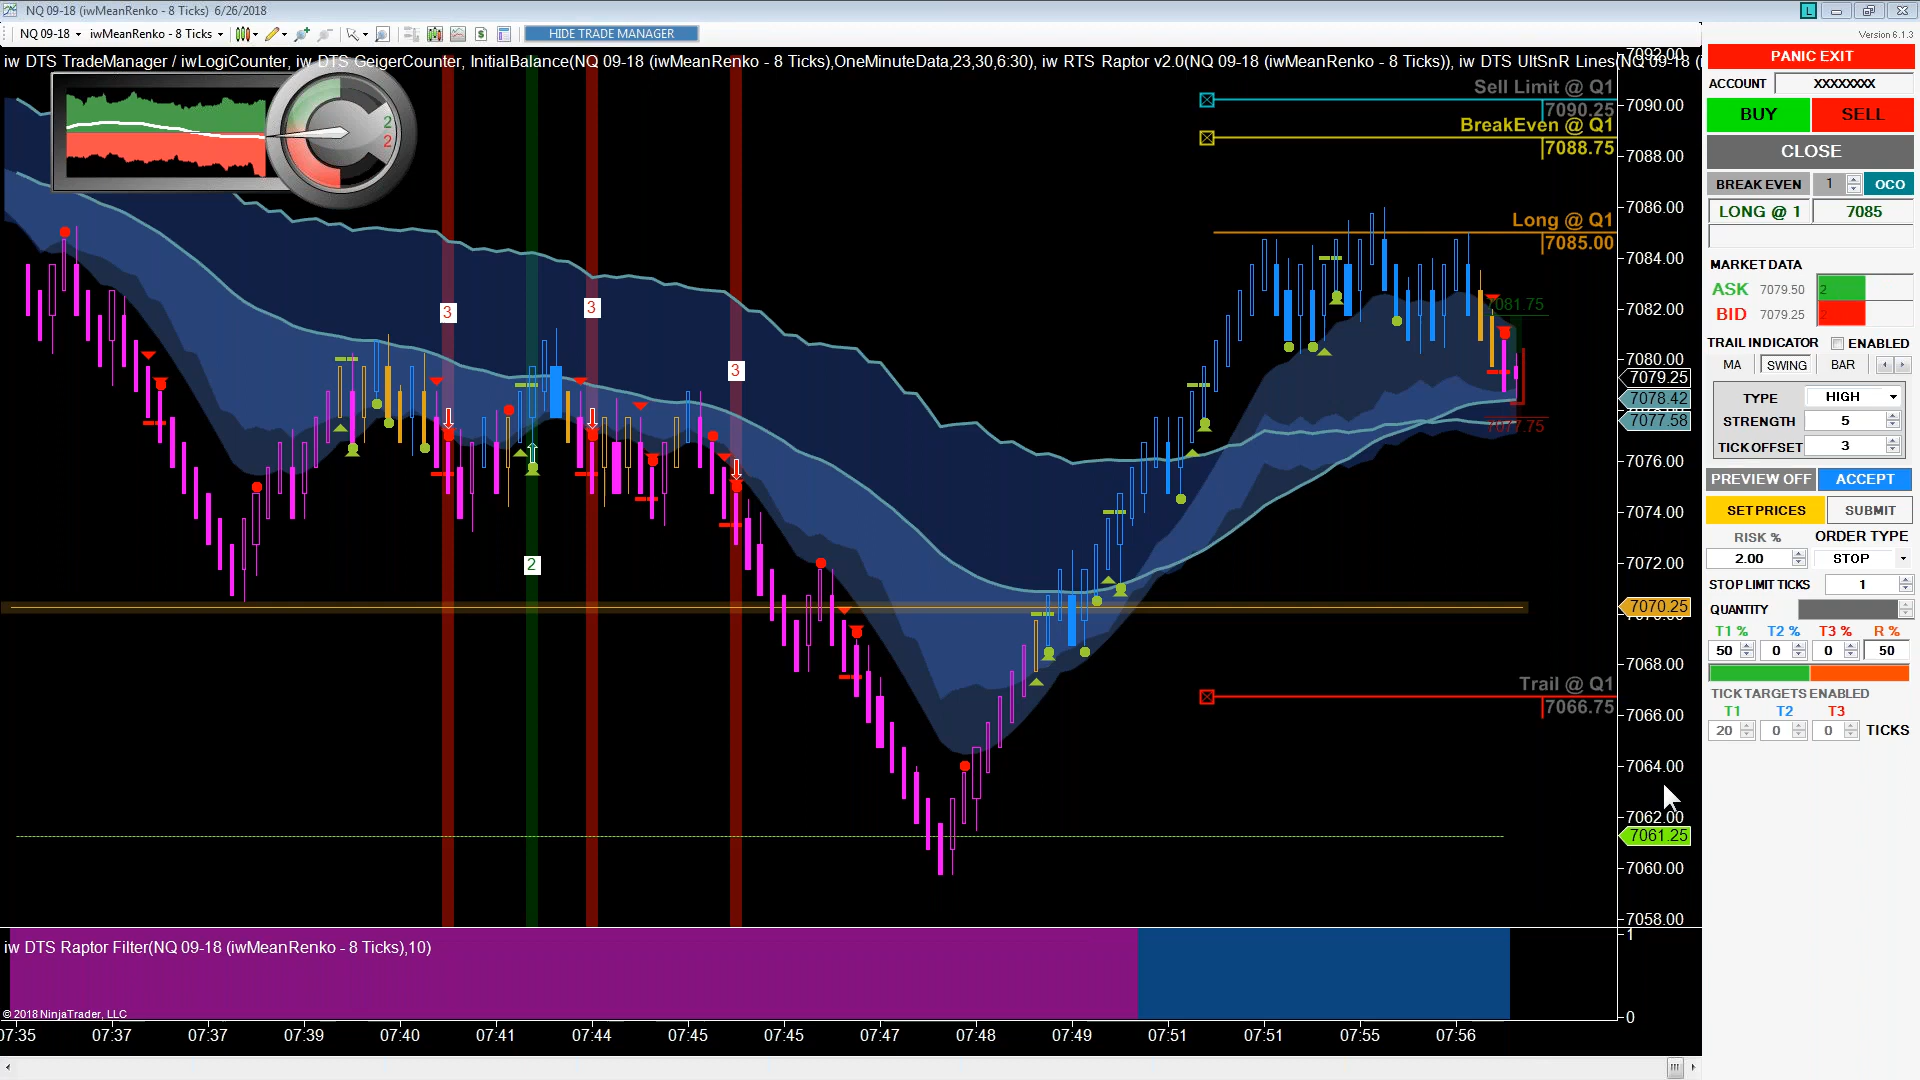 NQ 09-18 (iwMeanRenko - 8 Ticks)  6/26/2018
L
NQ 09-18 iwMeanRenko - 8 Ticks HIDE TRADE MANAGER
Version 6.1.3
iw DTS TradeManager / iwLogiCounter, iw DTS GeigerCounter, InitialBalance(NQ 09-18 (iwMeanRenko - 8 Ticks),OneMinuteData,23,30,6:30), iw RTS Raptor v2.0(NQ 09-18 (iwMeanRenko - 8 Ticks)), iw DTS UltSnR Lines(NQ 09-18
2
2
3
3
3
2
Sell Limit @ Q1
7090.25
BreakEven @ Q1
7088.75
Long @ Q1
7085.00
7081.75
7077.75
Trail @ Q1
7066.75
7092.00
7090.00
7088.00
7086.00
7084.00
7082.00
7080.00
7079.25
7078.42
7077.58
7076.00
7074.00
7072.00
7070.25
7068.00
7066.00
7064.00
7062.00
7061.25
7060.00
7058.00
iw DTS Raptor Filter(NQ 09-18 (iwMeanRenko - 8 Ticks),10)
1
0
© 2018 NinjaTrader, LLC
07:35 07:37 07:37 07:39 07:40 07:41 07:44 07:45 07:45 07:47 07:48 07:49 07:51 07:51 07:55 07:56
PANIC EXIT
ACCOUNT XXXXXXXX
BUY SELL
CLOSE
BREAK EVEN 1 OCO
LONG @ 1 7085
MARKET DATA
ASK 7079.50 2
BID 7079.25 2
TRAIL INDICATOR ENABLED
MA SWING BAR
TYPE HIGH
STRENGTH 5
TICK OFFSET 3
PREVIEW OFF ACCEPT
SET PRICES SUBMIT
RISK % ORDER TYPE
2.00 STOP
STOP LIMIT TICKS 1
QUANTITY
T1 % T2 % T3 % R %
50 0 0 50
TICK TARGETS ENABLED
T1 T2 T3
20 0 0 TICKS